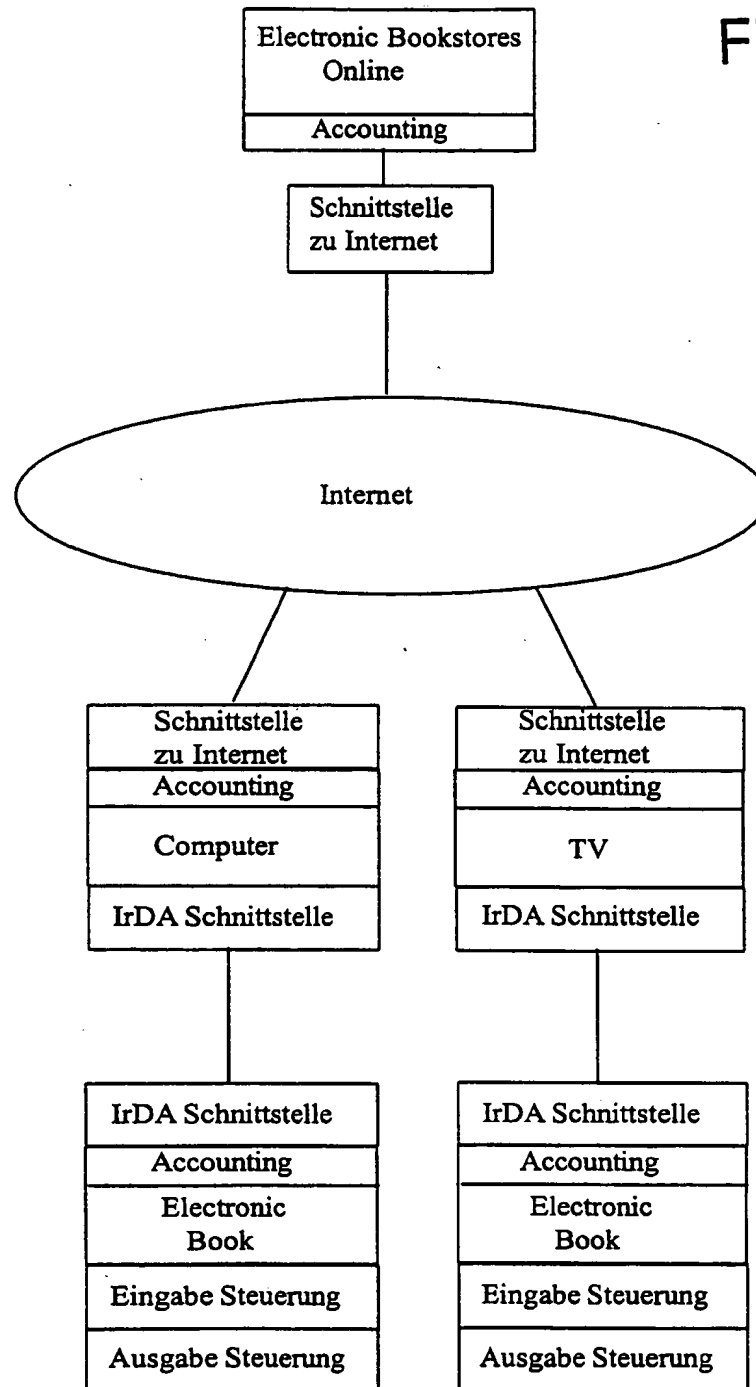 Electronic Bookstores
Online
Accounting
Schnittstelle
zu Internet
Internet
Schnittstelle
zu Internet
Accounting
Computer
IrDA Schnittstelle
Schnittstelle
zu Internet
Accounting
TV
IrDA Schnittstelle
IrDA Schnittstelle
Accounting
Electronic
Book
Eingabe Steuerung
Ausgabe Steuerung
IrDA Schnittstelle
Accounting
Electronic
Book
Eingabe Steuerung
Ausgabe Steuerung